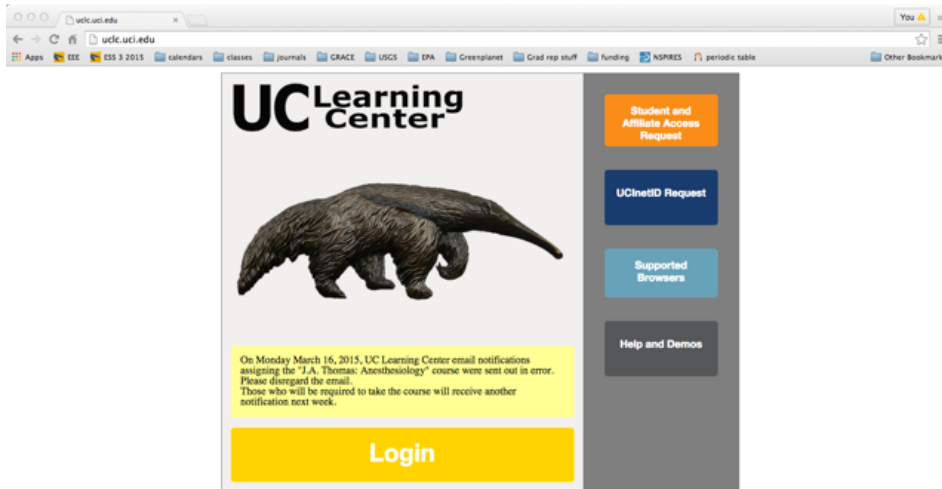 uclc.uci.edu
You
uclc.uci.edu
Apps EEE ESS 3 2015 calendars classes journals GRACE USGS EPA Greenplanet Grad rep stuff funding NSPIRES periodic table Other Bookmark
UC Learning
Center
Student and
Affiliate Access
Request
UCInetID Request
Supported
Browsers
Help and Demos
On Monday March 16, 2015, UC Learning Center email notifications
assigning the "J.A. Thomas: Anesthesiology" course were sent out in error.
Please disregard the email.
Those who will be required to take the course will receive another
notification next week.
Login